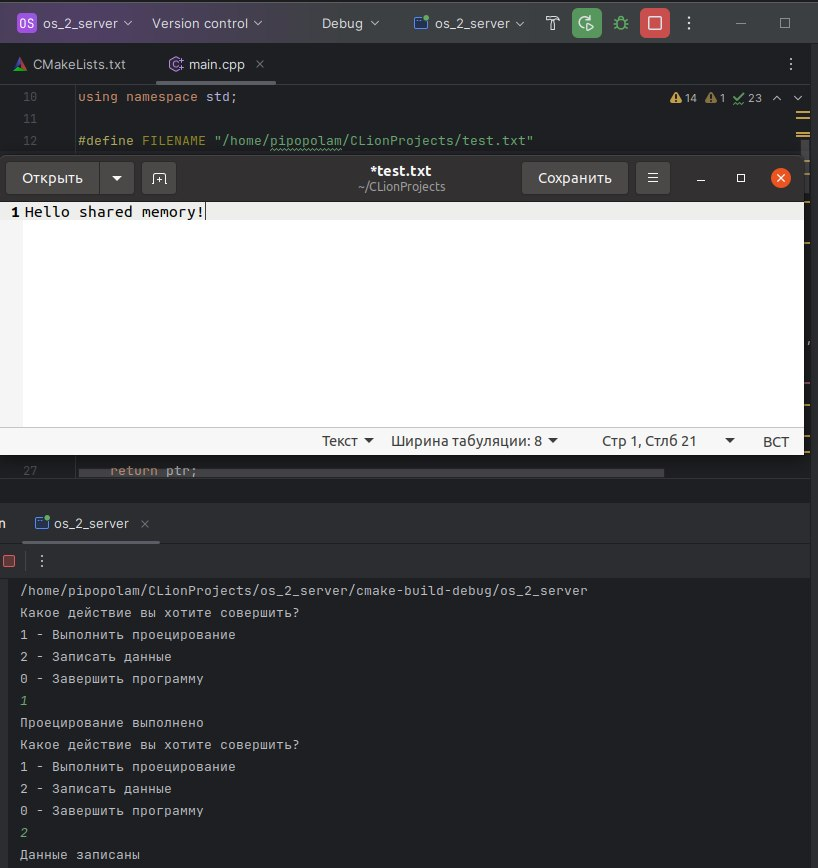 OS os_2_server Version control Debug os_2_server
CMakeLists.txt main.cpp
10 using namespace std; 14 1 23
11
12 #define FILENAME "/home/pipopolam/CLionProjects/test.txt"
Открыть *test.txt Сохранить
~/CLionProjects
1 Hello shared memory!
Текст Ширина табуляции: 8 Стр 1, Стлб 21 ВСТ
27 return ptr;
n os_2_server
/home/pipopolam/CLionProjects/os_2_server/cmake-build-debug/os_2_server
Какое действие вы хотите совершить?
1 - Выполнить проецирование
2 - Записать данные
0 - Завершить программу
1
Проецирование выполнено
Какое действие вы хотите совершить?
1 - Выполнить проецирование
2 - Записать данные
0 - Завершить программу
2
Данные записаны